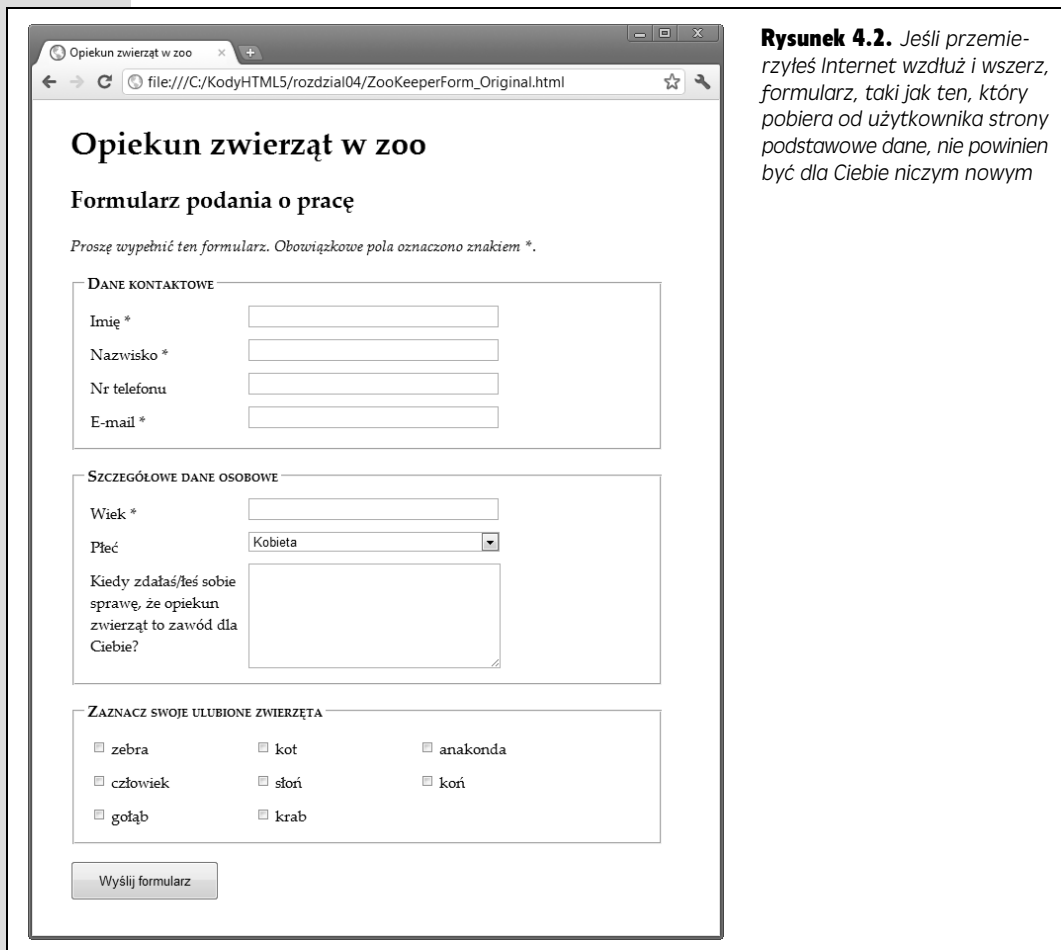 Opiekun zwierząt w zoo
file:///C:/KodyHTML5/rozdzial04/ZooKeeperForm_Original.html
Opiekun zwierząt w zoo
Formularz podania o pracę
Proszę wypełnić ten formularz. Obowiązkowe pola oznaczono znakiem *.
DANE KONTAKTOWE
Imię *
Nazwisko *
Nr telefonu
E-mail *
SZCZEGÓŁOWE DANE OSOBOWE
Wiek *
Płeć
Kobieta
Kiedy zdałaś/łeś sobie
sprawę, że opiekun
zwierząt to zawód dla
Ciebie?
ZAZNACZ SWOJE ULUBIONE ZWIERZĘTA
zebra kot anakonda
człowiek słoń koń
gołąb krab
Wyślij formularz
Rysunek 4.2. Jeśli przemie-
rzyłeś Internet wzdłuż i wszerz,
formularz, taki jak ten, który
pobiera od użytkownika strony
podstawowe dane, nie powinien
być dla Ciebie niczym nowym